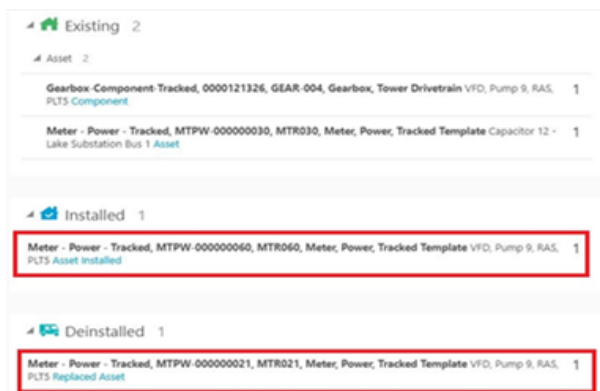 Existing 2
Asset 2
Gearbox-Component-Tracked, 0000121326, GEAR-004, Gearbox, Tower Drivetrain VFD, Pump 9, RAS, 1
PLT5 Component
Meter - Power - Tracked, MTPW-000000030, MTR030, Meter, Power, Tracked Template Capacitor 12 - 1
Lake Substation Bus 1 Asset
Installed 1
Meter - Power - Tracked, MTPW-000000060, MTR060, Meter, Power, Tracked Template VFD, Pump 9, RAS, 1
PLT5 Asset Installed
Deinstalled 1
Meter - Power - Tracked, MTPW-000000021, MTR021, Meter, Power, Tracked Template VFD, Pump 9, RAS, 1
PLT5 Replaced Asset